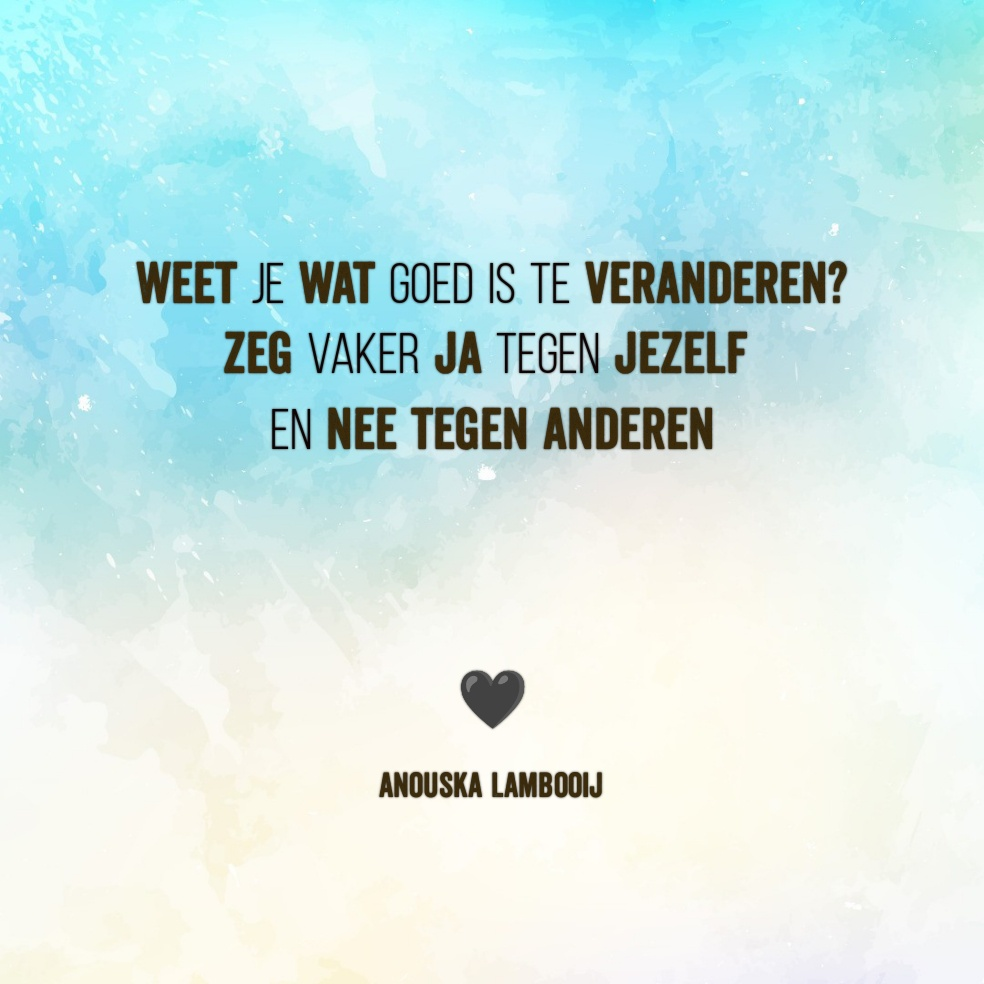 WEET JE WAT GOED IS TE VERANDEREN?
ZEG VAKER JA TEGEN JEZELF
EN NEE TEGEN ANDEREN
🖤
ANOUSKA LAMBOOIJ